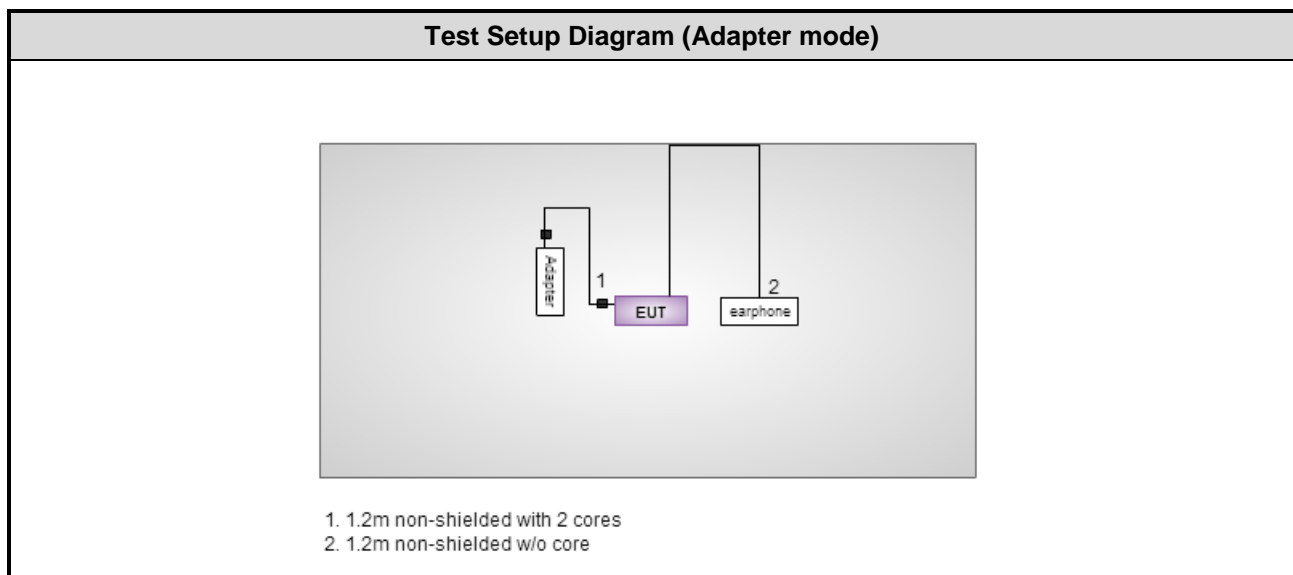 Test Setup Diagram (Adapter mode)
Adapter
1
EUT
2
earphone
1. 1.2m non-shielded with 2 cores
2. 1.2m non-shielded w/o core